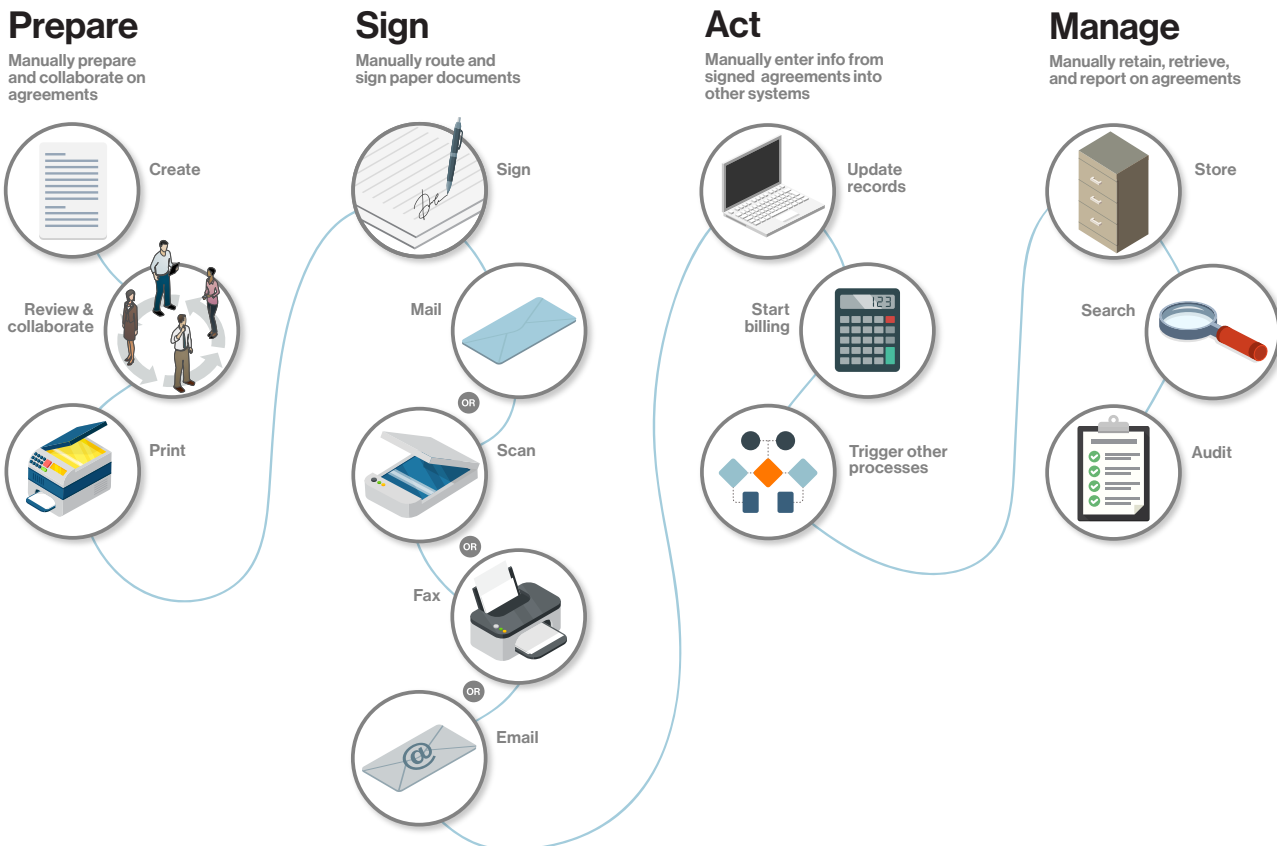 Prepare
Manually prepare
and collaborate on
agreements
Create
Review &
collaborate
Print
Sign
Manually route and
sign paper documents
Sign
Mail
OR
Scan
OR
Fax
OR
Email
@
Act
Manually enter info from
signed agreements into
other systems
Update
records
Start
billing
123
Trigger other
processes
Manage
Manually retain, retrieve,
and report on agreements
Store
Search
Audit